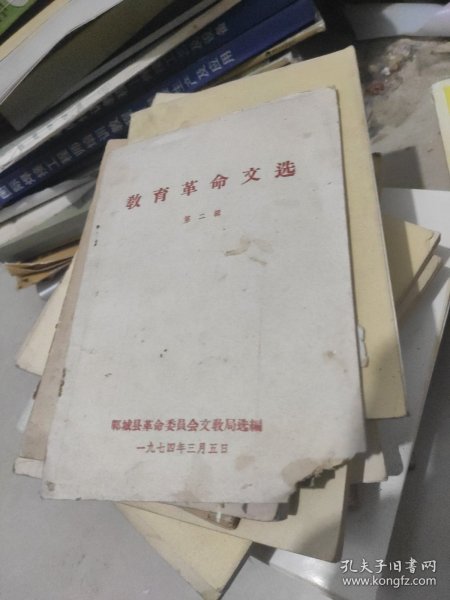 教育革命文选
第二辑
郓城县革命委員会文教局选編
一九七四年三月五日
孔夫子旧书网
www.kongfz.com